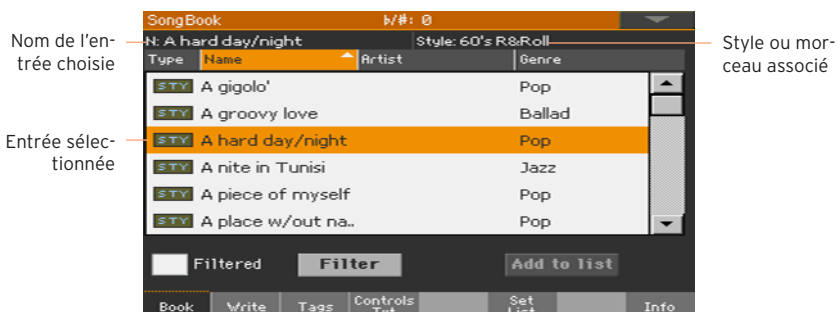 SongBook ♭/#: 0
N: A hard day/night Style: 60's R&Roll
Type Name Artist Genre
STY A gigolo' Pop
STY A groovy love Ballad
STY A hard day/night Pop
STY A nite in Tunisi Jazz
STY A piece of myself Pop
STY A place w/out na.. Pop
Filtered Filter Add to list
Book Write Tags Controls Txt Set List Info
Nom de l'en-
trée choisie
Entrée sélec-
tionnée
Style ou mor-
ceau associé